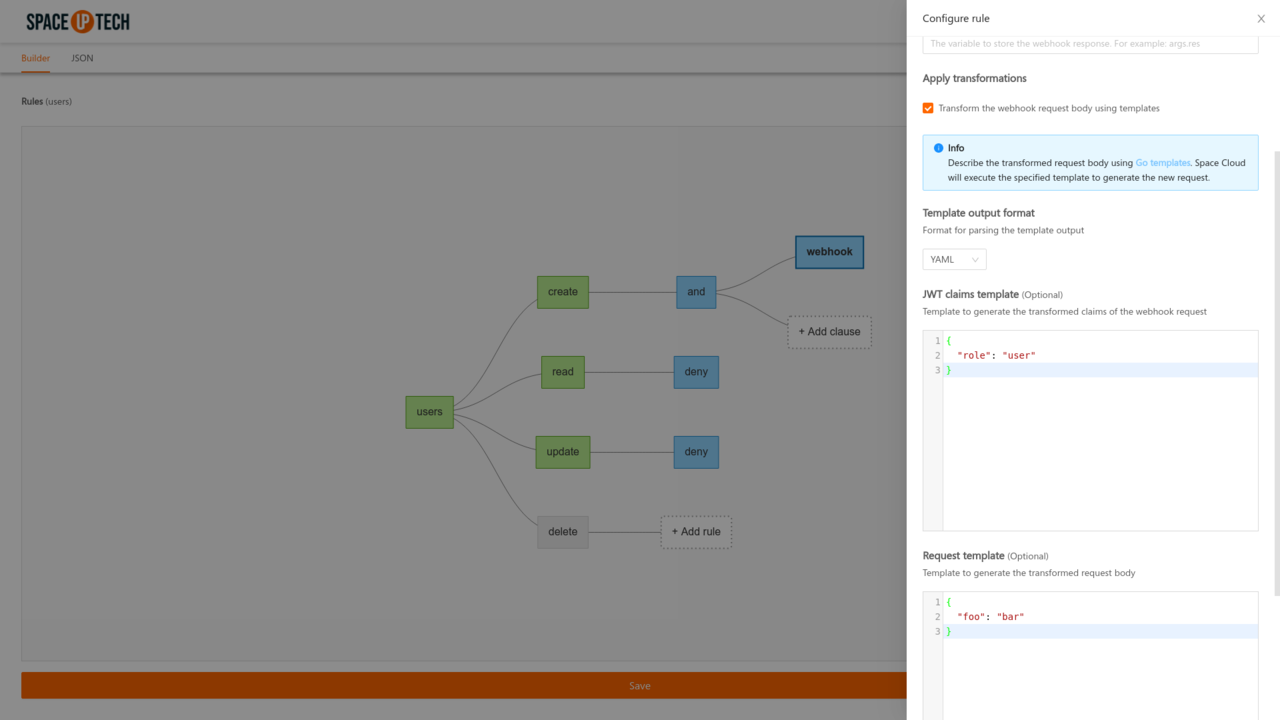 SPACE UP TECH
Builder JSON
Rules (users)
webhook
create
and
+ Add clause
read
deny
users
update
deny
delete
+ Add rule
Save
Configure rule
The variable to store the webhook response. For example: args.res
Apply transformations
Transform the webhook request body using templates
Info
Describe the transformed request body using Go templates. Space Cloud
will execute the specified template to generate the new request.
Template output format
Format for parsing the template output
YAML
JWT claims template (Optional)
Template to generate the transformed claims of the webhook request
1 {
2 "role": "user"
3 }
Request template (Optional)
Template to generate the transformed request body
1 {
2 "foo": "bar"
3 }